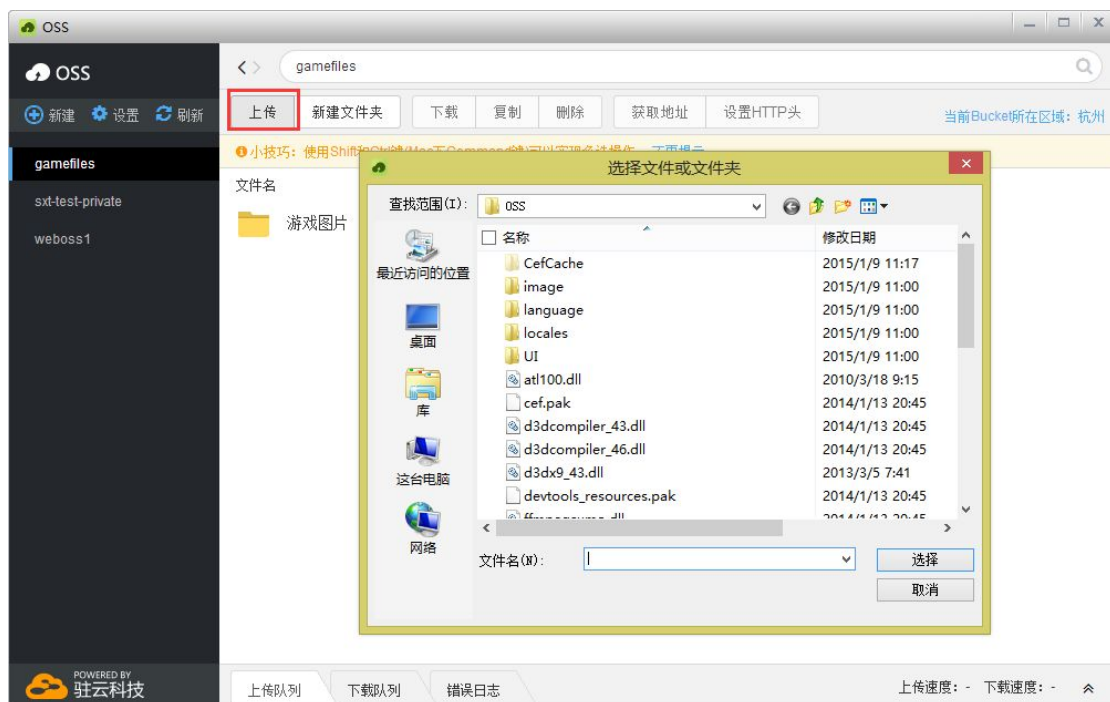 OSS
OSS
gamefiles
新建 设置 刷新
上传 新建文件夹 下载 复制 删除 获取地址 设置HTTP头
当前Bucket所在区域：杭州
gamefiles
sxt-test-private
weboss1
小技巧：使用Shift
文件名
游戏图片
选择文件或文件夹
查找范围(I): oss
名称 修改日期
CefCache 2015/1/9 11:17
image 2015/1/9 11:00
language 2015/1/9 11:00
locales 2015/1/9 11:00
UI 2015/1/9 11:00
atl100.dll 2010/3/18 9:15
cef.pak 2014/1/13 20:45
d3dcompiler_43.dll 2014/1/13 20:45
d3dcompiler_46.dll 2014/1/13 20:45
d3dx9_43.dll 2013/3/5 7:41
devtools_resources.pak 2014/1/13 20:45
最近访问的位置
桌面
库
这台电脑
网络
文件名(N):
选择
取消
POWERED BY
驻云科技
上传队列 下载队列 错误日志
上传速度：- 下载速度：-